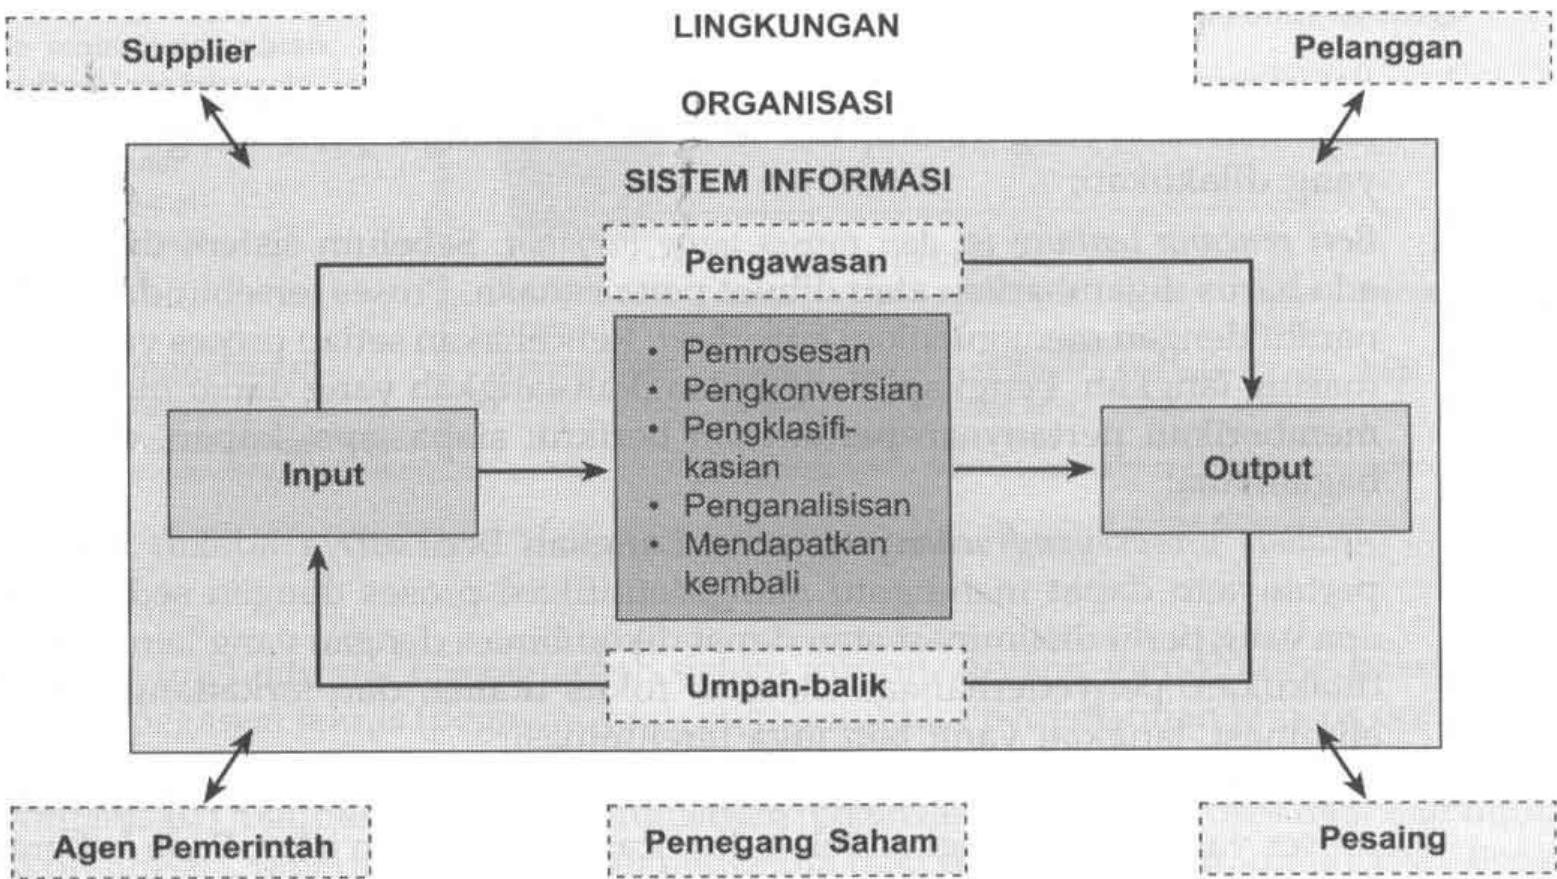 LINGKUNGAN
Supplier
Pelanggan
ORGANISASI
SISTEM INFORMASI
Pengawasan
• Pemrosesan
• Pengkonversian
• Pengklasifi-
kasian
• Penganalisisan
• Mendapatkan
kembali
Input
Output
Umpan-balik
Agen Pemerintah
Pemegang Saham
Pesaing